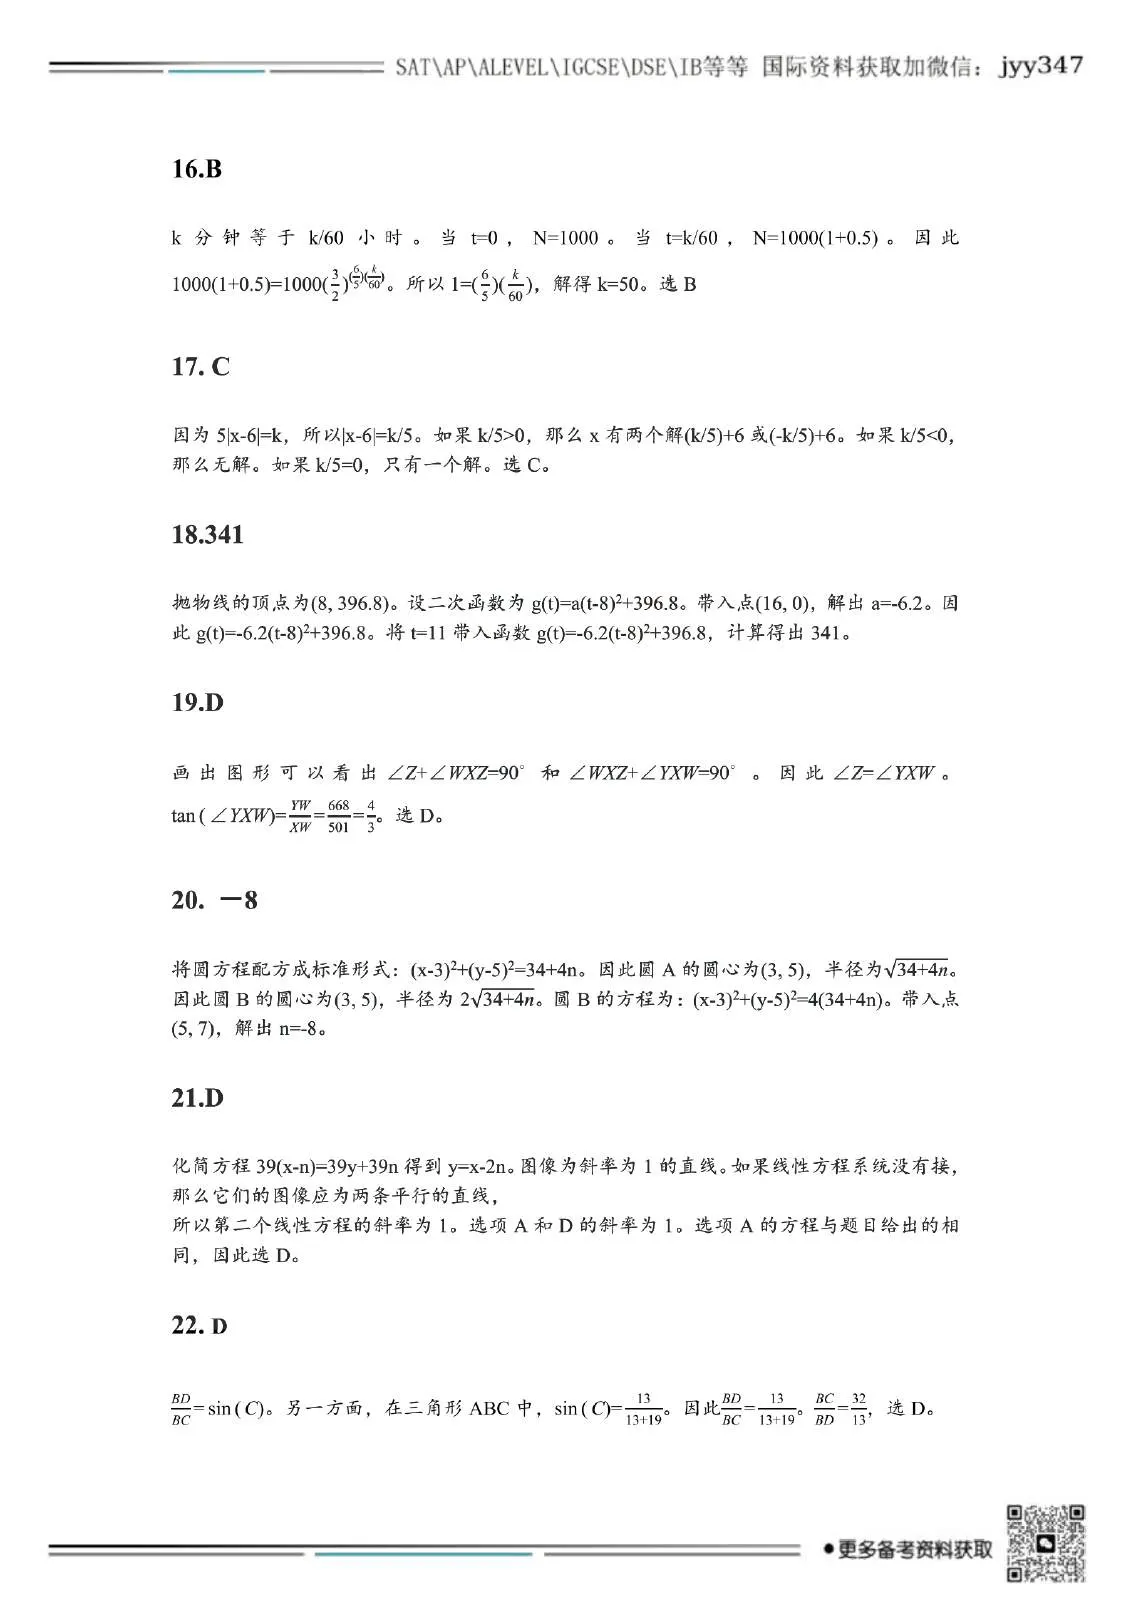 SAT\AP\ALEVEL\IGCSE\DSE\IB等等 国际资料获取加微信：jyy347
16.B
k 分钟等于 k/60 小时。当 t=0，N=1000。当 t=k/60，N=1000(1+0.5)。因此
1000(1+0.5)=1000(3/2)^((6/5)(k/60))。所以 1=(6/5)(k/60)，解得 k=50。选 B
17. C
因为 5|x-6|=k，所以|x-6|=k/5。如果 k/5>0，那么 x 有两个解(k/5)+6 或(-k/5)+6。如果 k/5<0，
那么无解。如果 k/5=0，只有一个解。选 C。
18.341
抛物线的顶点为(8, 396.8)。设二次函数为 g(t)=a(t-8)²+396.8。带入点(16, 0)，解出 a=-6.2。因
此 g(t)=-6.2(t-8)²+396.8。将 t=11 带入函数 g(t)=-6.2(t-8)²+396.8，计算得出 341。
19.D
画出图形可以看出∠Z+∠WXZ=90° 和∠WXZ+∠YXW=90° 。因此∠Z=∠YXW。
tan (∠YXW)=YW/XW=668/501=4/3。选 D。
20. －8
将圆方程配方成标准形式：(x-3)²+(y-5)²=34+4n。因此圆 A 的圆心为(3, 5)，半径为√(34+4n)。
因此圆 B 的圆心为(3, 5)，半径为 2√(34+4n)。圆 B 的方程为：(x-3)²+(y-5)²=4(34+4n)。带入点
(5, 7)，解出 n=-8。
21.D
化简方程 39(x-n)=39y+39n 得到 y=x-2n。图像为斜率为 1 的直线。如果线性方程系统没有接，
那么它们的图像应为两条平行的直线，
所以第二个线性方程的斜率为 1。选项 A 和 D 的斜率为 1。选项 A 的方程与题目给出的相
同，因此选 D。
22. D
BD/BC=sin ( C)。另一方面，在三角形 ABC 中，sin ( C)=13/(13+19)。因此BD/BC=13/(13+19)。BC/BD=32/13，选 D。
●更多备考资料获取